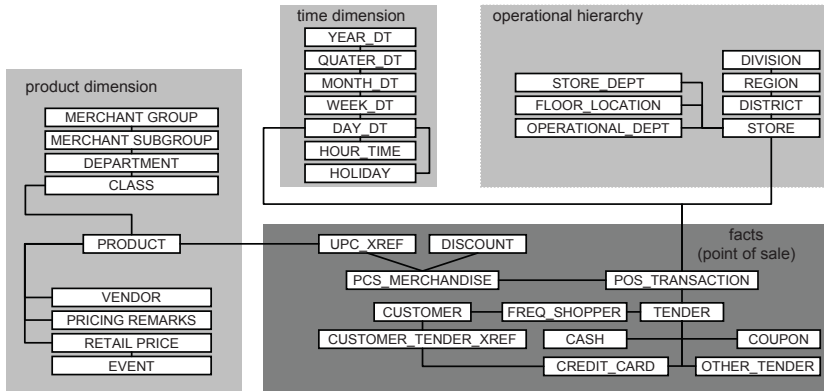 time dimension
YEAR_DT
QUATER_DT
MONTH_DT
WEEK_DT
DAY_DT
HOUR_TIME
HOLIDAY
operational hierarchy
DIVISION
STORE_DEPT
REGION
FLOOR_LOCATION
DISTRICT
OPERATIONAL_DEPT
STORE
product dimension
MERCHANT GROUP
MERCHANT SUBGROUP
DEPARTMENT
CLASS
PRODUCT
VENDOR
PRICING REMARKS
RETAIL PRICE
EVENT
facts
(point of sale)
UPC_XREF
DISCOUNT
PCS_MERCHANDISE
POS_TRANSACTION
CUSTOMER
FREQ_SHOPPER
TENDER
CUSTOMER_TENDER_XREF
CASH
COUPON
CREDIT_CARD
OTHER_TENDER